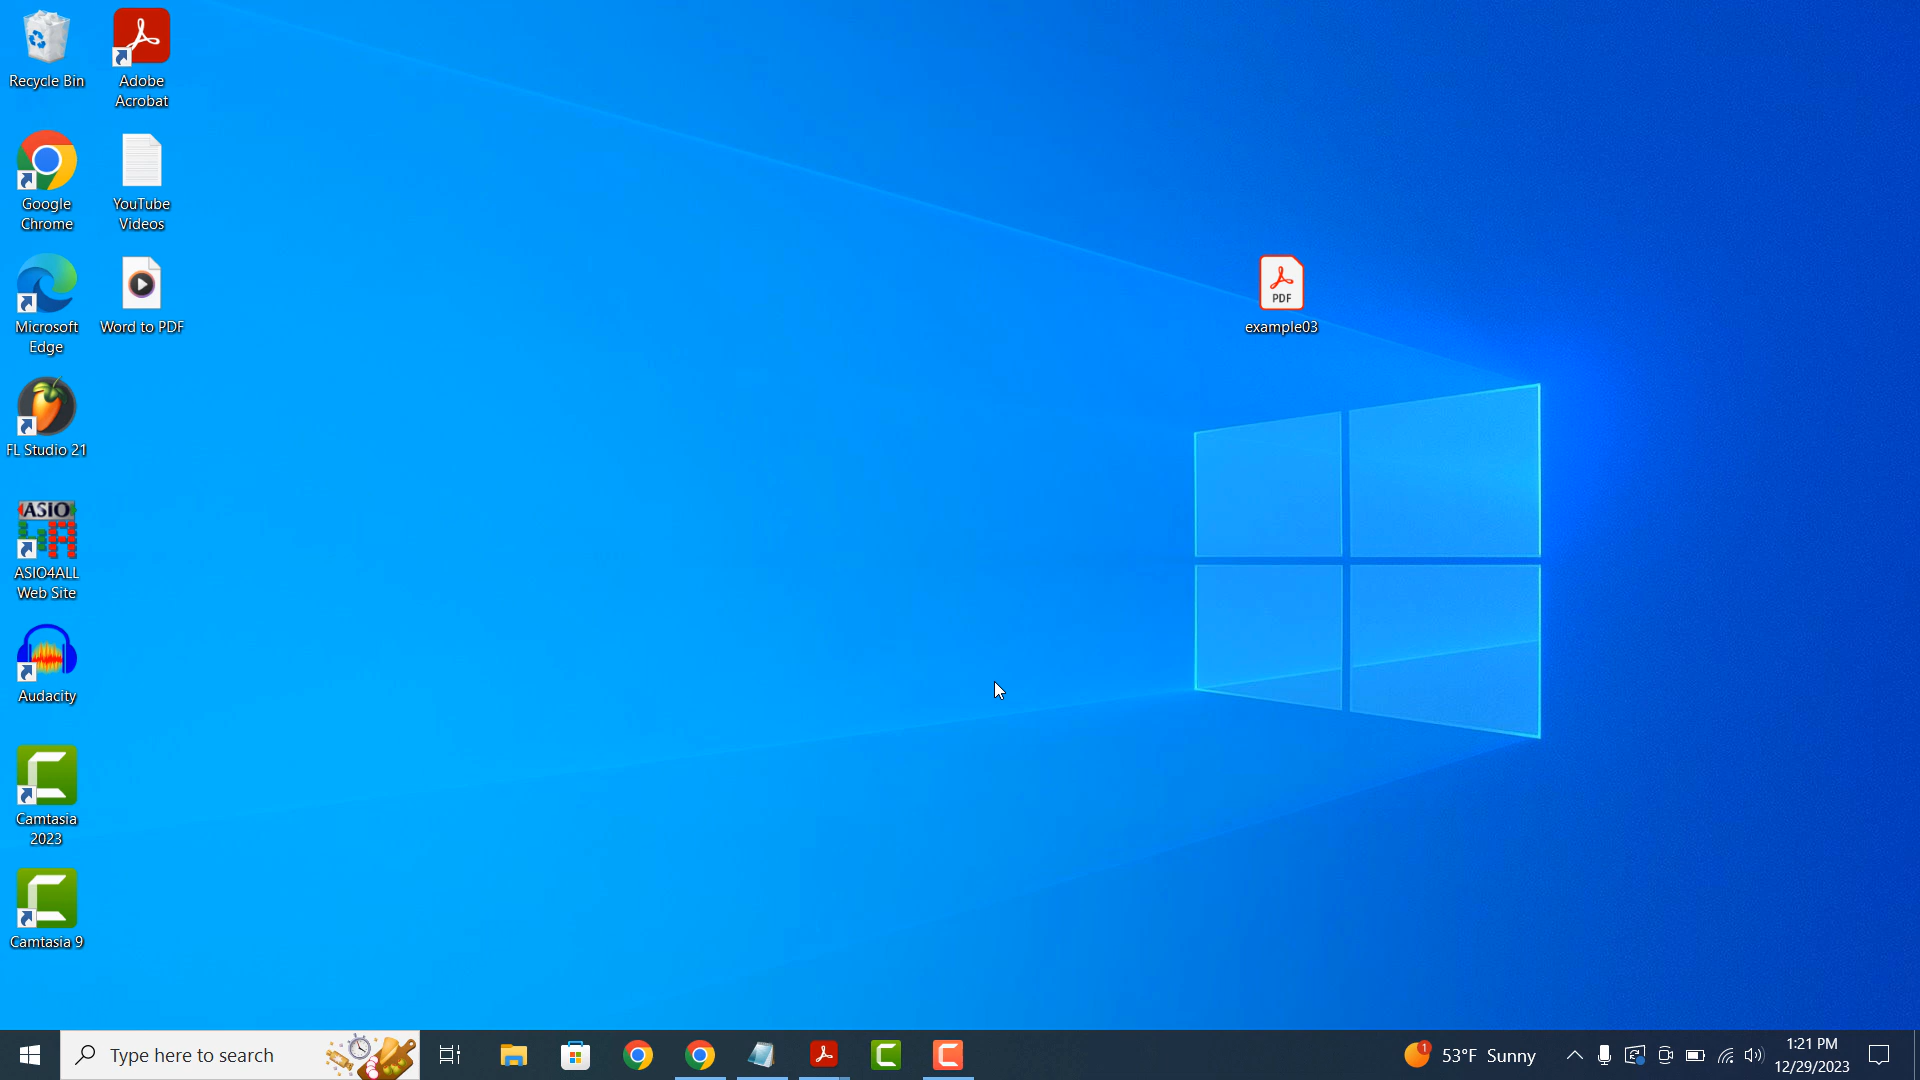 Recycle Bin
Adobe
Acrobat
Google
Chrome
YouTube
Videos
Microsoft
Edge
Word to PDF
PDF
example03
FL Studio 21
ASIO
4A
ASIO4ALL
Web Site
Audacity
Camtasia
2023
Camtasia 9
Type here to search
1
53°F Sunny
1:21 PM
12/29/2023